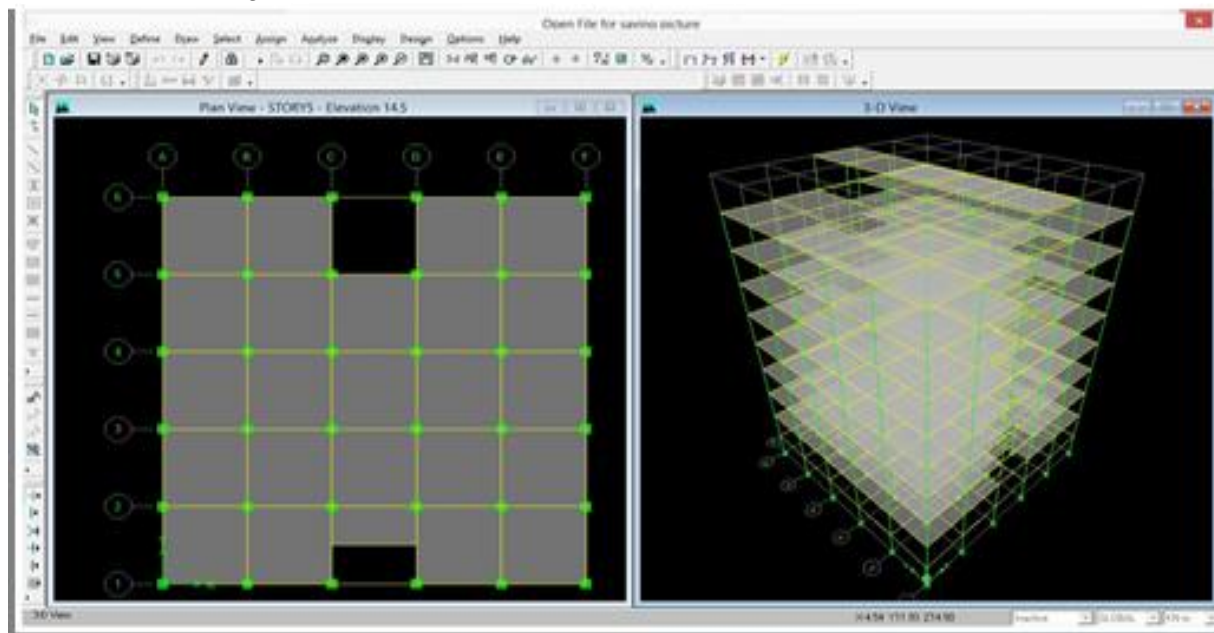 Open File for saving picture
File Edit View Define Draw Select Assign Analyze Display Design Options Help
Plan View - STORY5 - Elevation 14.5
3-D View
A B C D E F
6
5
4
3
2
1
3-D View
GLOBAL